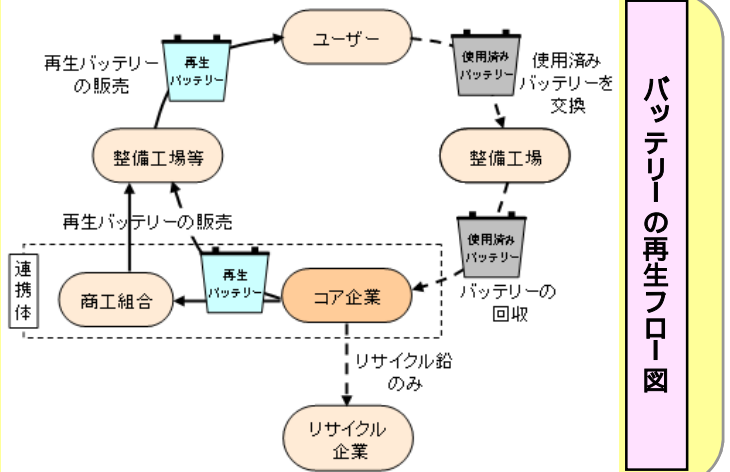 ユーザー
再生バッテリー
の販売
再生
バッテリー
使用済み
バッテリー
使用済み
バッテリーを
交換
整備工場等
整備工場
再生バッテリーの販売
使用済み
バッテリー
連
携
体
商工組合
再生
バッテリー
コア企業
バッテリーの
回収
リサイクル鉛
のみ
リサイクル
企業
バッテリーの再生フロー図